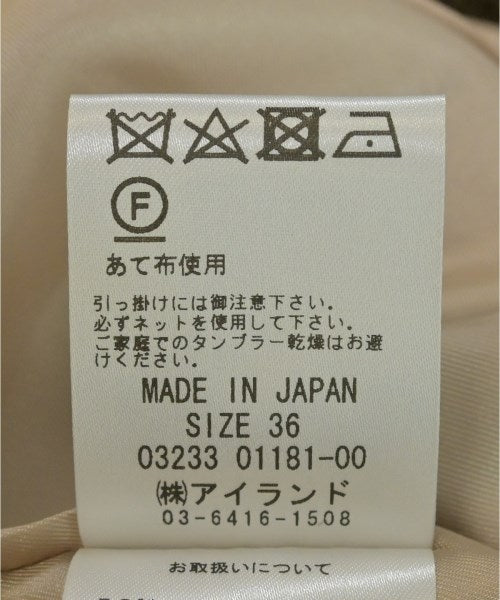 F
あて布使用
引っ掛けには御注意下さい。
必ずネットを使用して下さい。
ご家庭でのタンブラー乾燥はお避
けください。
MADE IN JAPAN
SIZE 36
03233 01181-00
㈱アイランド
03-6416-1508
お取扱いについて